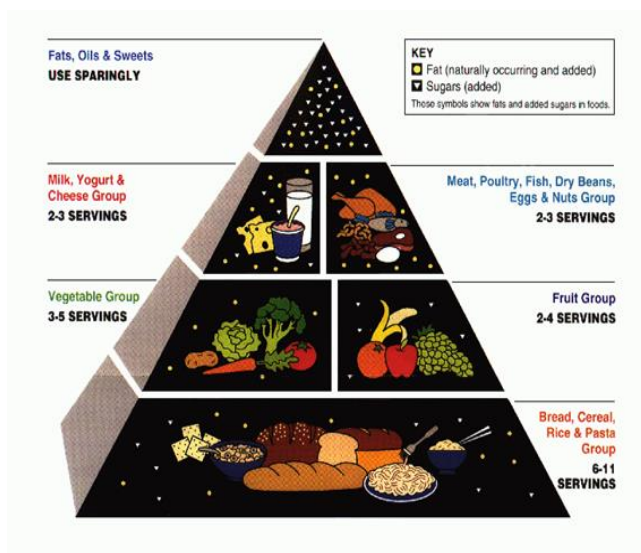 Fats, Oils & Sweets
USE SPARINGLY
KEY
Fat (naturally occurring and added)
Sugars (added)
These symbols show fats and added sugars in foods.
Milk, Yogurt &
Cheese Group
2-3 SERVINGS
Meat, Poultry, Fish, Dry Beans,
Eggs & Nuts Group
2-3 SERVINGS
Vegetable Group
3-5 SERVINGS
Fruit Group
2-4 SERVINGS
Bread, Cereal,
Rice & Pasta
Group
6-11
SERVINGS